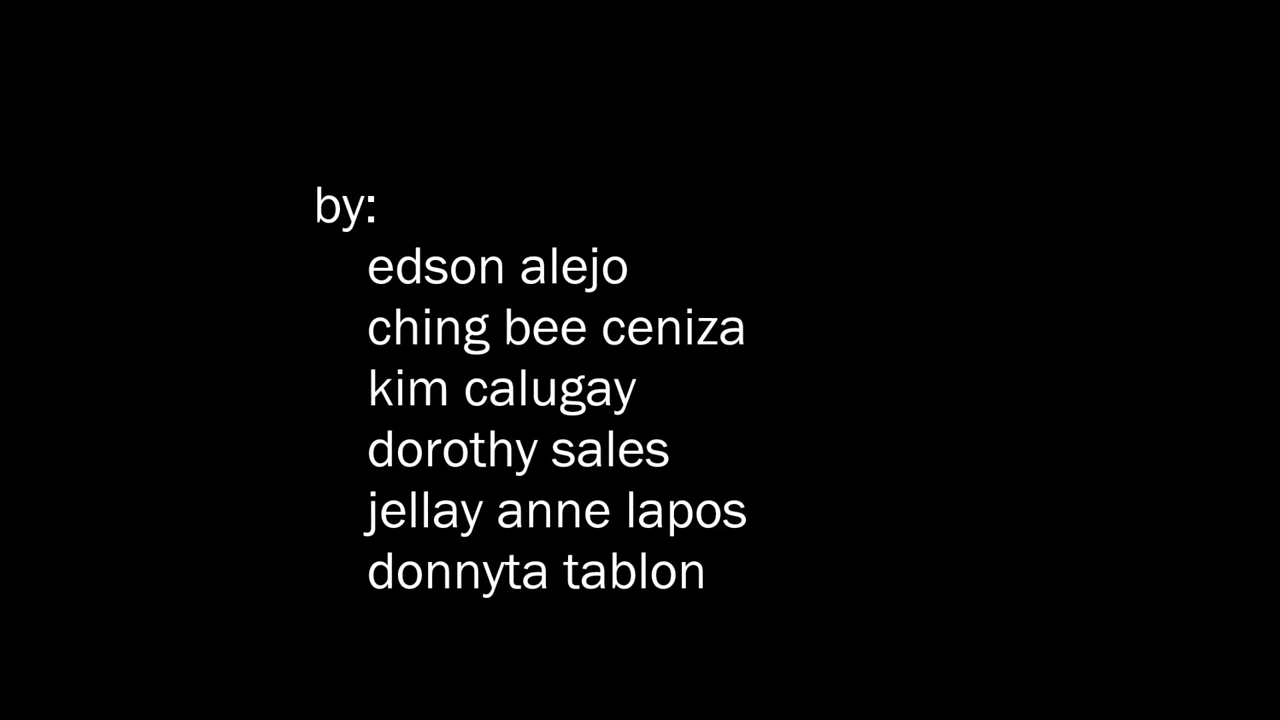 by:
edson alejo
ching bee ceniza
kim calugay
dorothy sales
jellay anne lapos
donnyta tablon